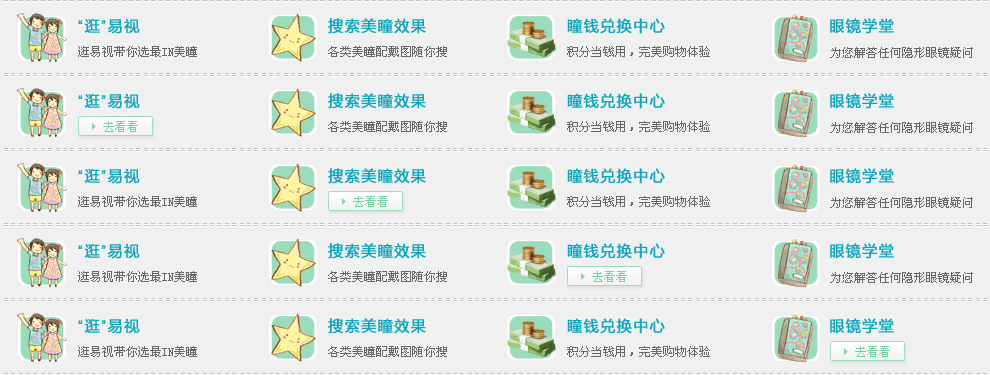 “逛”易视
逛易视带你选最IN美瞳
搜索美瞳效果
各类美瞳配戴图随你搜
瞳钱兑换中心
积分当钱用，完美购物体验
眼镜学堂
为您解答任何隐形眼镜疑问
“逛”易视
去看看
搜索美瞳效果
各类美瞳配戴图随你搜
瞳钱兑换中心
积分当钱用，完美购物体验
眼镜学堂
为您解答任何隐形眼镜疑问
“逛”易视
逛易视带你选最IN美瞳
搜索美瞳效果
去看看
瞳钱兑换中心
积分当钱用，完美购物体验
眼镜学堂
为您解答任何隐形眼镜疑问
“逛”易视
逛易视带你选最IN美瞳
搜索美瞳效果
各类美瞳配戴图随你搜
瞳钱兑换中心
去看看
眼镜学堂
为您解答任何隐形眼镜疑问
“逛”易视
逛易视带你选最IN美瞳
搜索美瞳效果
各类美瞳配戴图随你搜
瞳钱兑换中心
积分当钱用，完美购物体验
眼镜学堂
去看看